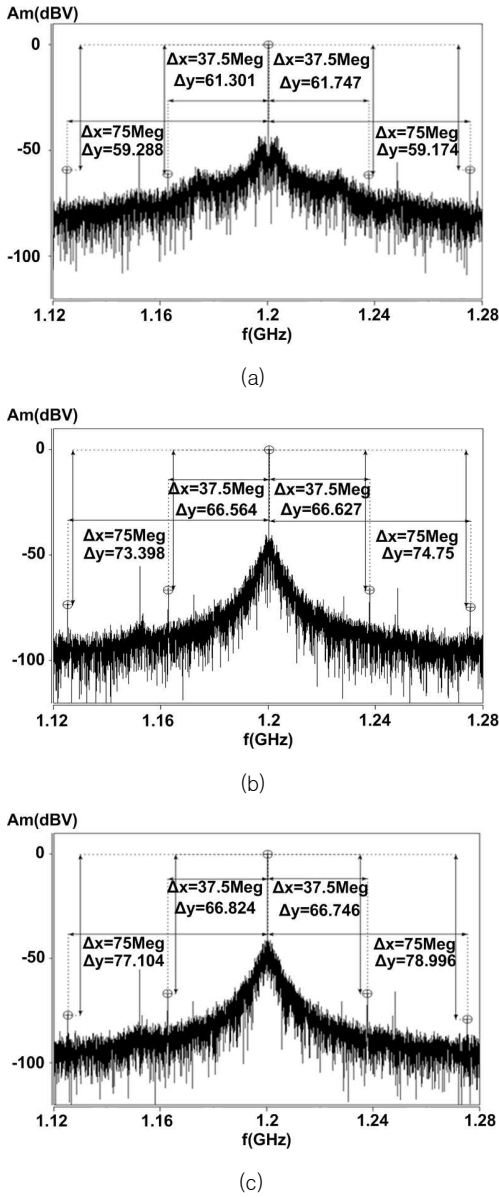 Am(dBV)
0
Δx=37.5Meg Δx=37.5Meg
Δy=61.301 Δy=61.747
-50
Δx=75Meg Δx=75Meg
Δy=59.288 Δy=59.174
-100
1.12 1.16 1.2 1.24 1.28
f(GHz)
(a)
Am(dBV)
0
Δx=37.5Meg Δx=37.5Meg
Δy=66.564 Δy=66.627
Δx=75Meg Δx=75Meg
Δy=73.398 Δy=74.75
-50
-100
1.12 1.16 1.2 1.24 1.28
f(GHz)
(b)
Am(dBV)
0
Δx=37.5Meg Δx=37.5Meg
Δy=66.824 Δy=66.746
Δx=75Meg Δx=75Meg
Δy=77.104 Δy=78.996
-50
-100
1.12 1.16 1.2 1.24 1.28
f(GHz)
(c)